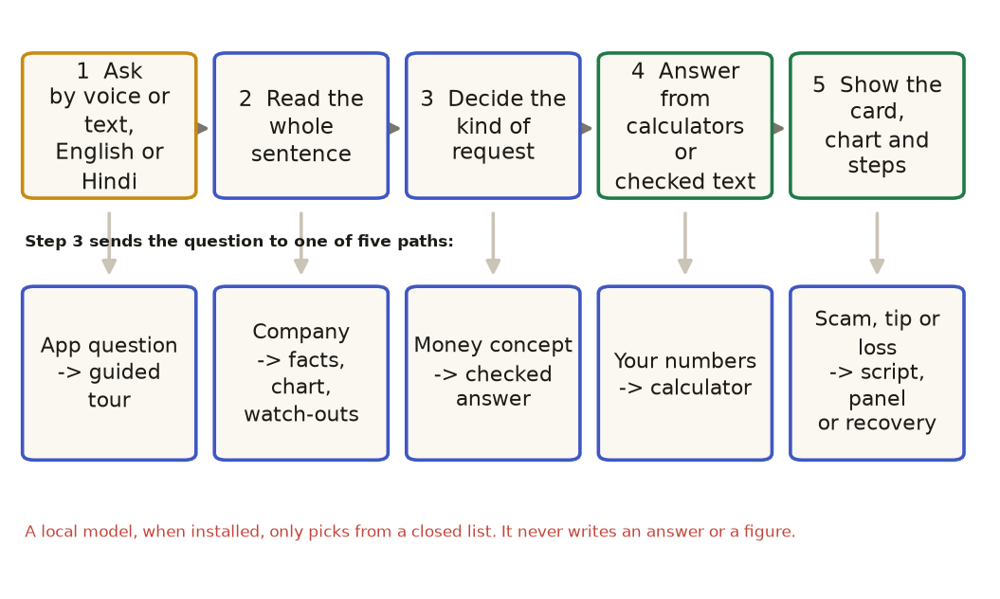 1  Ask
by voice or
text,
English or
Hindi
2  Read the
whole
sentence
3  Decide the
kind of
request
4  Answer
from
calculators
or
checked text
5  Show the
card,
chart and
steps
Step 3 sends the question to one of five paths:
App question
-> guided
tour
Company
-> facts,
chart,
watch-outs
Money concept
-> checked
answer
Your numbers
-> calculator
Scam, tip or
loss
-> script,
panel
or recovery
A local model, when installed, only picks from a closed list. It never writes an answer or a figure.